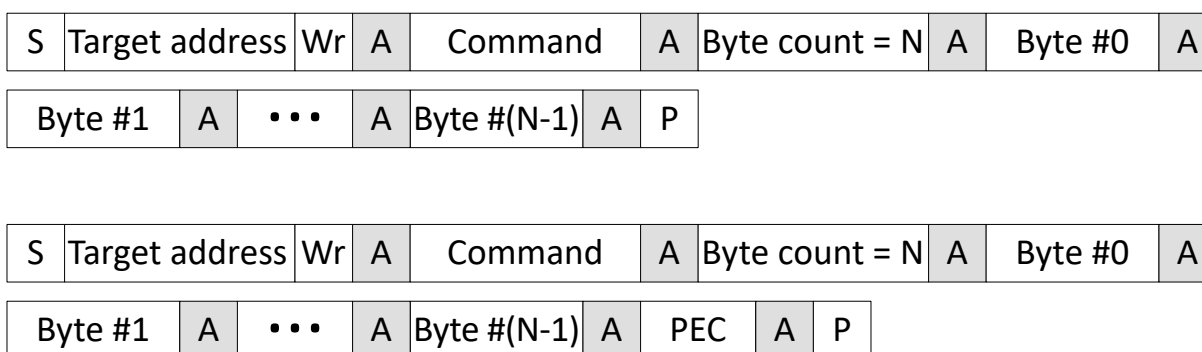 S Target address Wr A Command A Byte count = N A Byte #0 A
Byte #1 A ••• A Byte #(N-1) A P
S Target address Wr A Command A Byte count = N A Byte #0 A
Byte #1 A ••• A Byte #(N-1) A PEC A P